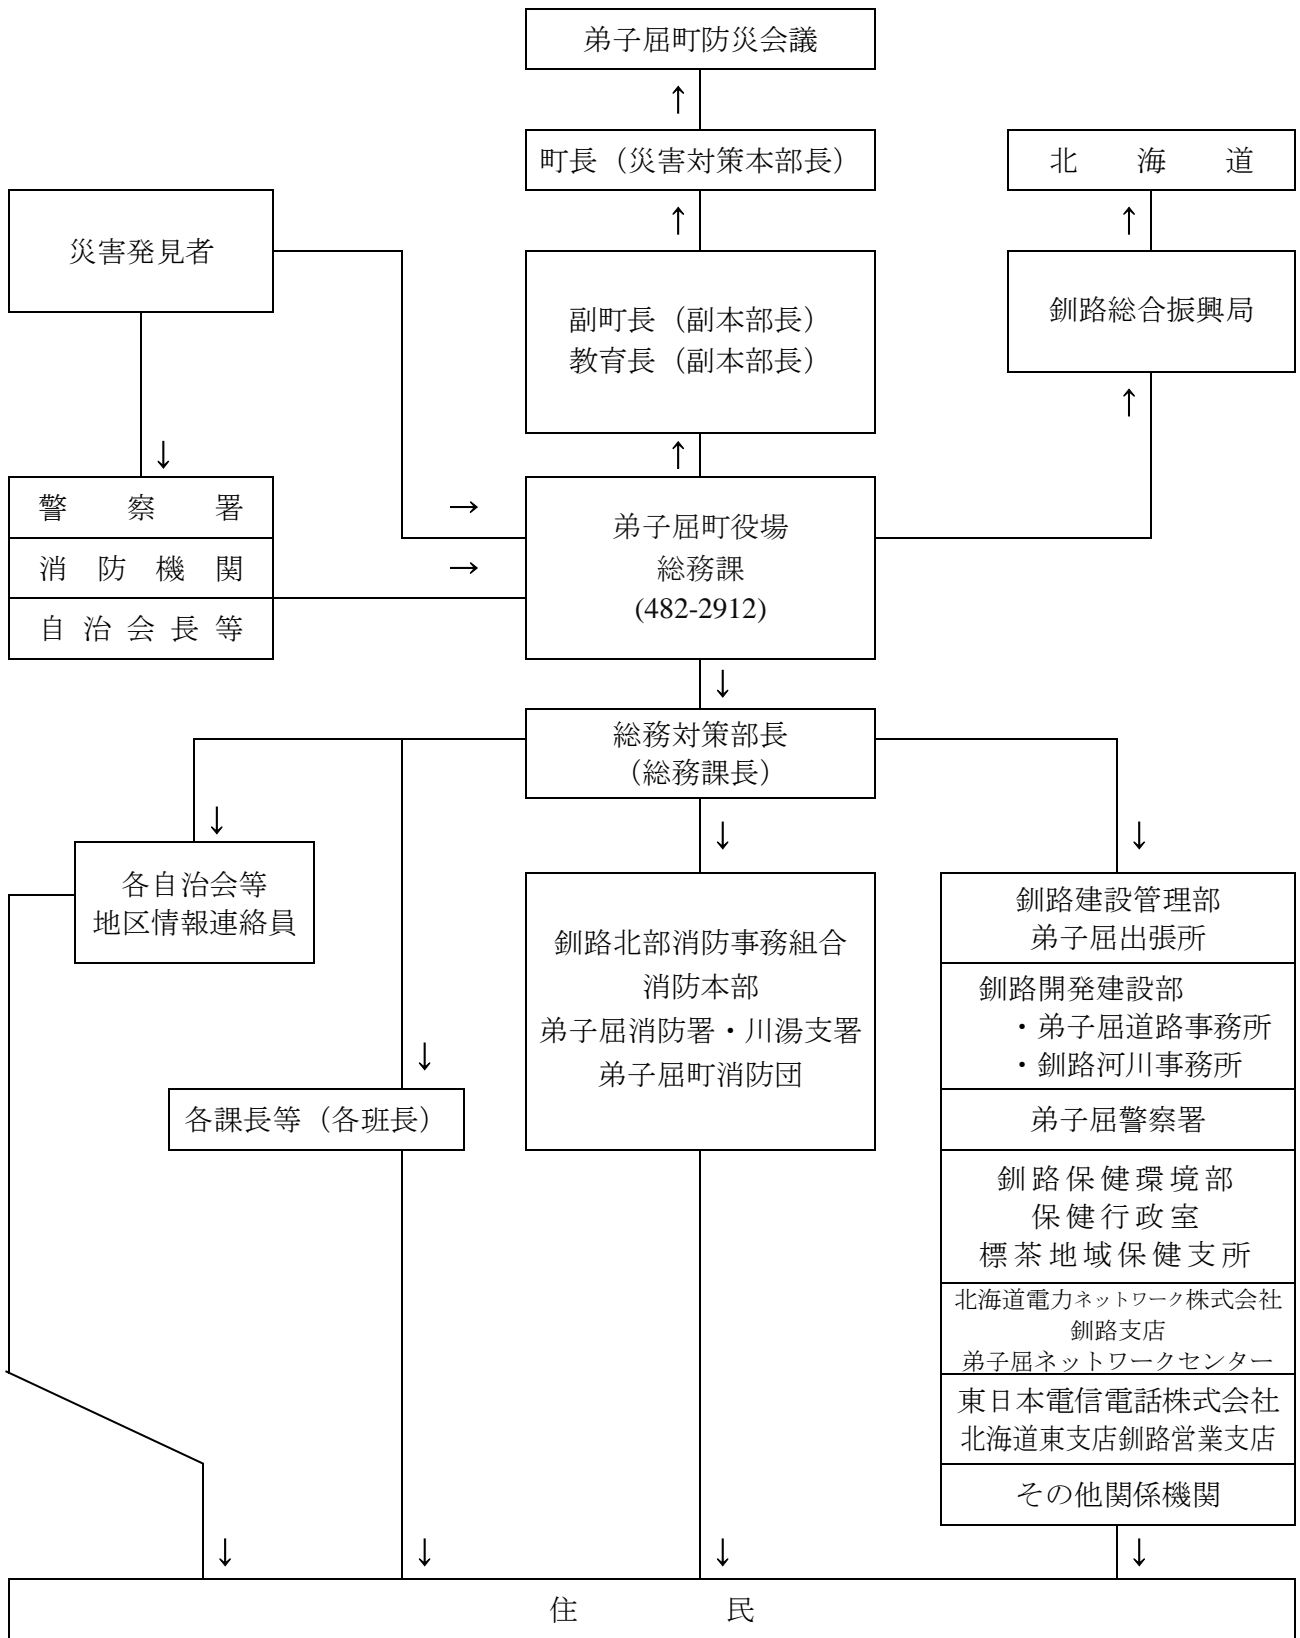 弟子屈町防災会議
↑
町長（災害対策本部長）
北　海　道
↑
↑
災害発見者
副町長（副本部長）
教育長（副本部長）
釧路総合振興局
↑
↓
↑
警　察　署
消 防 機 関
自 治 会 長 等
→
→
弟子屈町役場
総務課
(482-2912)
↓
総務対策部長
（総務課長）
↓
↓
↓
各自治会等
地区情報連絡員
↓
各課長等（各班長）
釧路北部消防事務組合
消防本部
弟子屈消防署・川湯支署
弟子屈町消防団
釧路建設管理部
弟子屈出張所
釧路開発建設部
・弟子屈道路事務所
・釧路河川事務所
弟子屈警察署
釧路保健環境部
保健行政室
標茶地域保健支所
北海道電力ネットワーク株式会社
釧路支店
弟子屈ネットワークセンター
東日本電信電話株式会社
北海道東支店釧路営業支店
その他関係機関
↓
↓
↓
↓
住　　　民